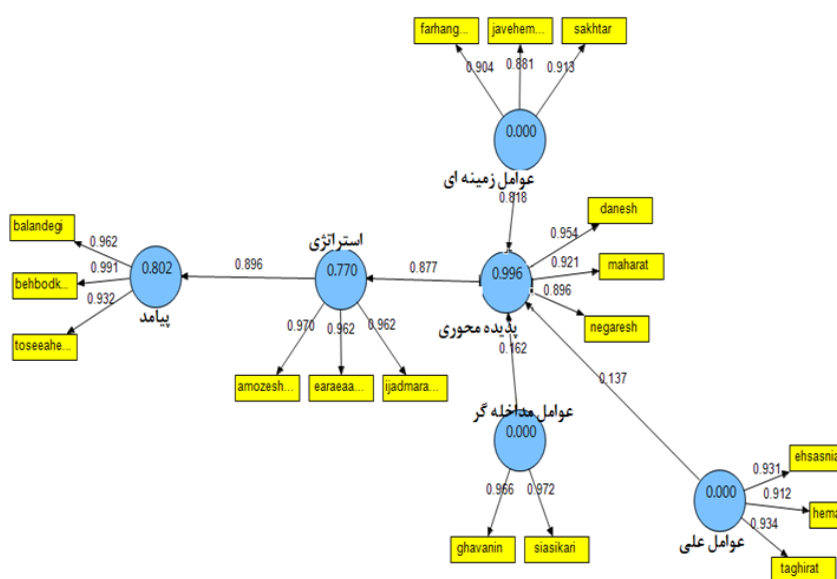 farhang... javehem... sakhtar
0.904 0.881 0.913
0.000
عوامل زمینه ای
0.818
danesh
0.954
maharat
0.921
0.896
negaresh
0.996
پدیده محوری
0.877
استراتژی
0.770
0.970 0.962 0.962
amozesh... earaeaa... ijadmara...
0.896
balandegi
0.962
behbodk...
0.991
0.932
toseeahe...
0.802
پیامد
0.162
عوامل مداخله گر
0.000
0.966 0.972
ghavanin siasikari
0.137
0.000
عوامل علی
ehsasnia
0.931
0.912
hema
0.934
taghirat